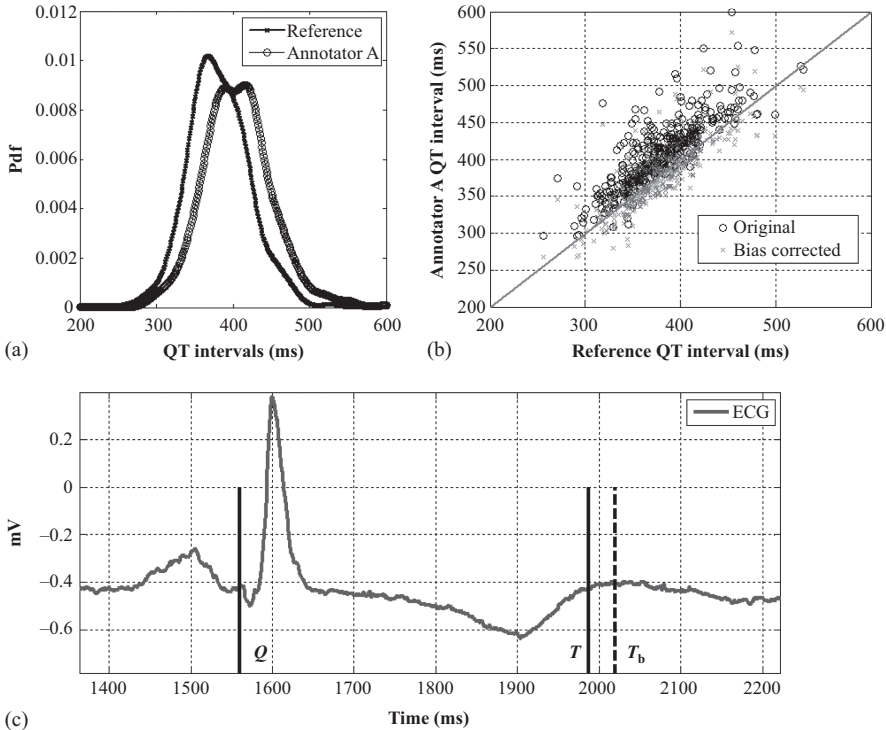 Pdf
0.012
0.01
0.008
0.006
0.004
0.002
0
200 300 400 500 600
QT intervals (ms)
Reference
Annotator A
(a)
Annotator A QT interval (ms)
600
500
400
350
300
250
200
200 300 400 500 600
Reference QT interval (ms)
Original
Bias corrected
(b)
mV
0.2
0
−0.2
−0.4
−0.6
ECG
Q
T
Tb
1400 1500 1600 1700 1800 1900 2000 2100 2200
Time (ms)
(c)